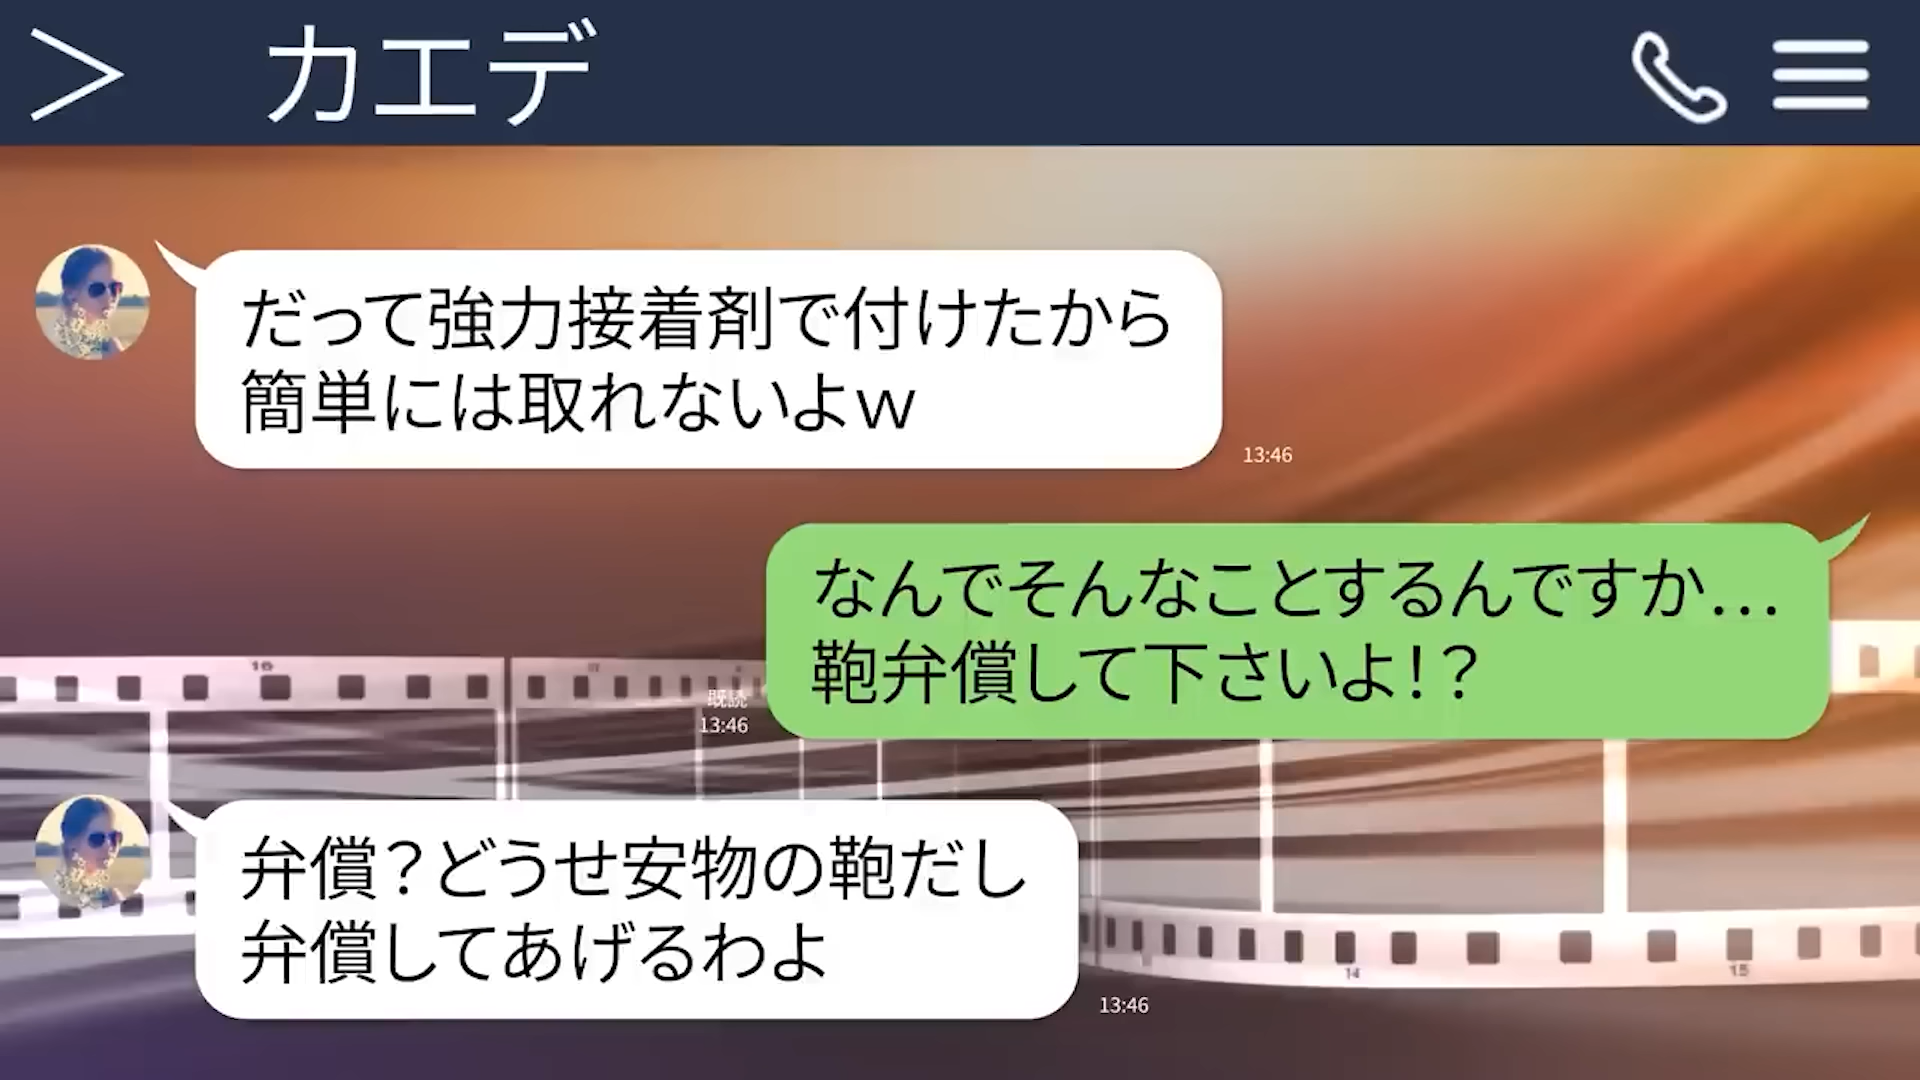 カエデ
だって強力接着剤で付けたから
簡単には取れないよw
13:46
なんでそんなことするんですか…
鞄弁償して下さいよ！？
既読
13:46
弁償？どうせ安物の鞄だし
弁償してあげるわよ
13:46
16
14
15